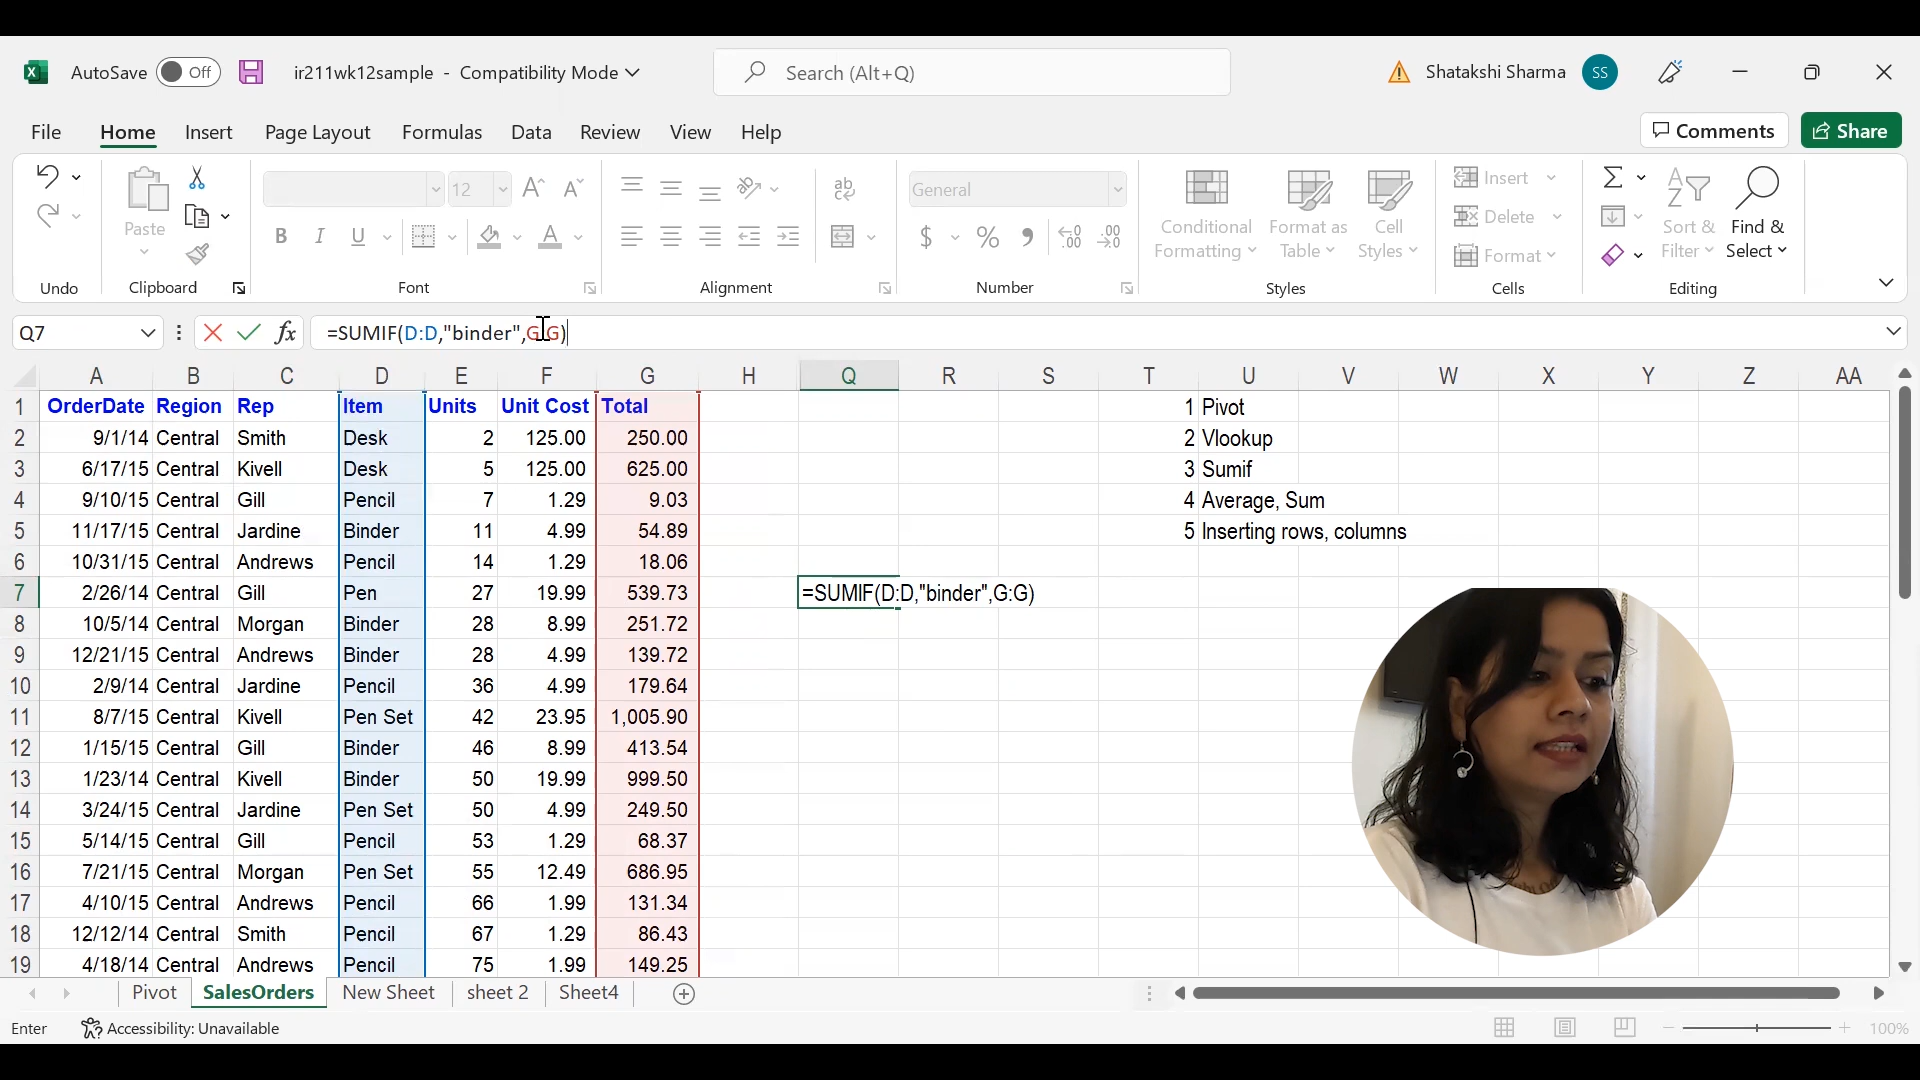 AutoSave Off ir211wk12sample - Compatibility Mode Search (Alt+Q) Shatakshi Sharma SS
File Home Insert Page Layout Formulas Data Review View Help Comments Share
12 General Insert
Paste Conditional Format as Cell Delete Sort & Find &
B I U Formatting Table Styles Format Filter Select
Undo Clipboard Font Alignment Number Styles Cells Editing
Q7 fx =SUMIF(D:D,"binder",G:G)
A B C D E F G H Q R S T U V W X Y Z AA
1 OrderDate Region Rep Item Units Unit Cost Total 1 Pivot
2 9/1/14 Central Smith Desk 2 125.00 250.00 2 Vlookup
3 6/17/15 Central Kivell Desk 5 125.00 625.00 3 Sumif
4 9/10/15 Central Gill Pencil 7 1.29 9.03 4 Average, Sum
5 11/17/15 Central Jardine Binder 11 4.99 54.89 5 Inserting rows, columns
6 10/31/15 Central Andrews Pencil 14 1.29 18.06
7 2/26/14 Central Gill Pen 27 19.99 539.73 =SUMIF(D:D,"binder",G:G)
8 10/5/14 Central Morgan Binder 28 8.99 251.72
9 12/21/15 Central Andrews Binder 28 4.99 139.72
10 2/9/14 Central Jardine Pencil 36 4.99 179.64
11 8/7/15 Central Kivell Pen Set 42 23.95 1,005.90
12 1/15/15 Central Gill Binder 46 8.99 413.54
13 1/23/14 Central Kivell Binder 50 19.99 999.50
14 3/24/15 Central Jardine Pen Set 50 4.99 249.50
15 5/14/15 Central Gill Pencil 53 1.29 68.37
16 7/21/15 Central Morgan Pen Set 55 12.49 686.95
17 4/10/15 Central Andrews Pencil 66 1.99 131.34
18 12/12/14 Central Smith Pencil 67 1.29 86.43
19 4/18/14 Central Andrews Pencil 75 1.99 149.25
Pivot SalesOrders New Sheet sheet 2 Sheet4
Enter Accessibility: Unavailable 100%